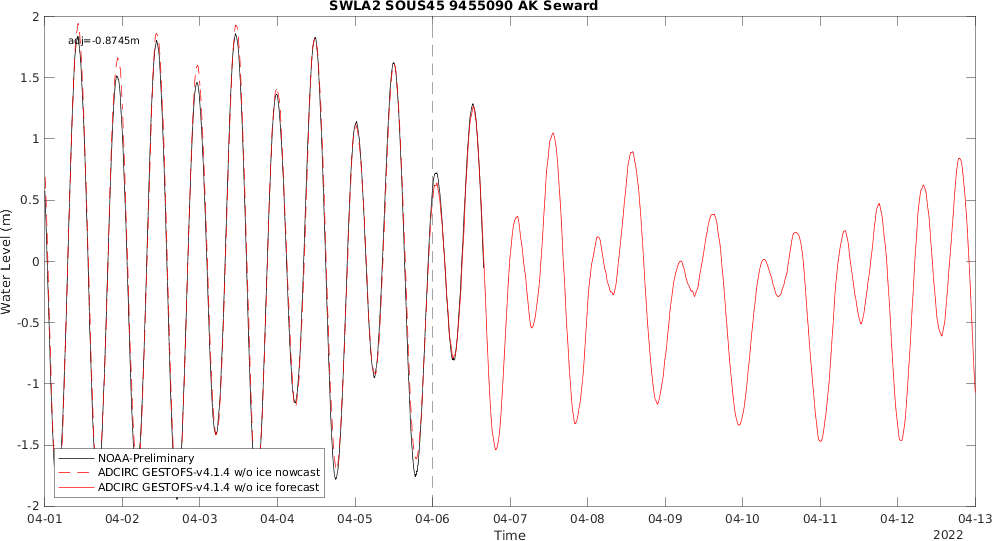 SWLA2 SOUS45 9455090 AK Seward
adj=-0.8745m
2
1.5
1
0.5
0
-0.5
-1
-1.5
-2
Water Level (m)
NOAA-Preliminary
ADCIRC GESTOFS-v4.1.4 w/o ice nowcast
ADCIRC GESTOFS-v4.1.4 w/o ice forecast
04-01 04-02 04-03 04-04 04-05 04-06 04-07 04-08 04-09 04-10 04-11 04-12 04-13
Time
2022